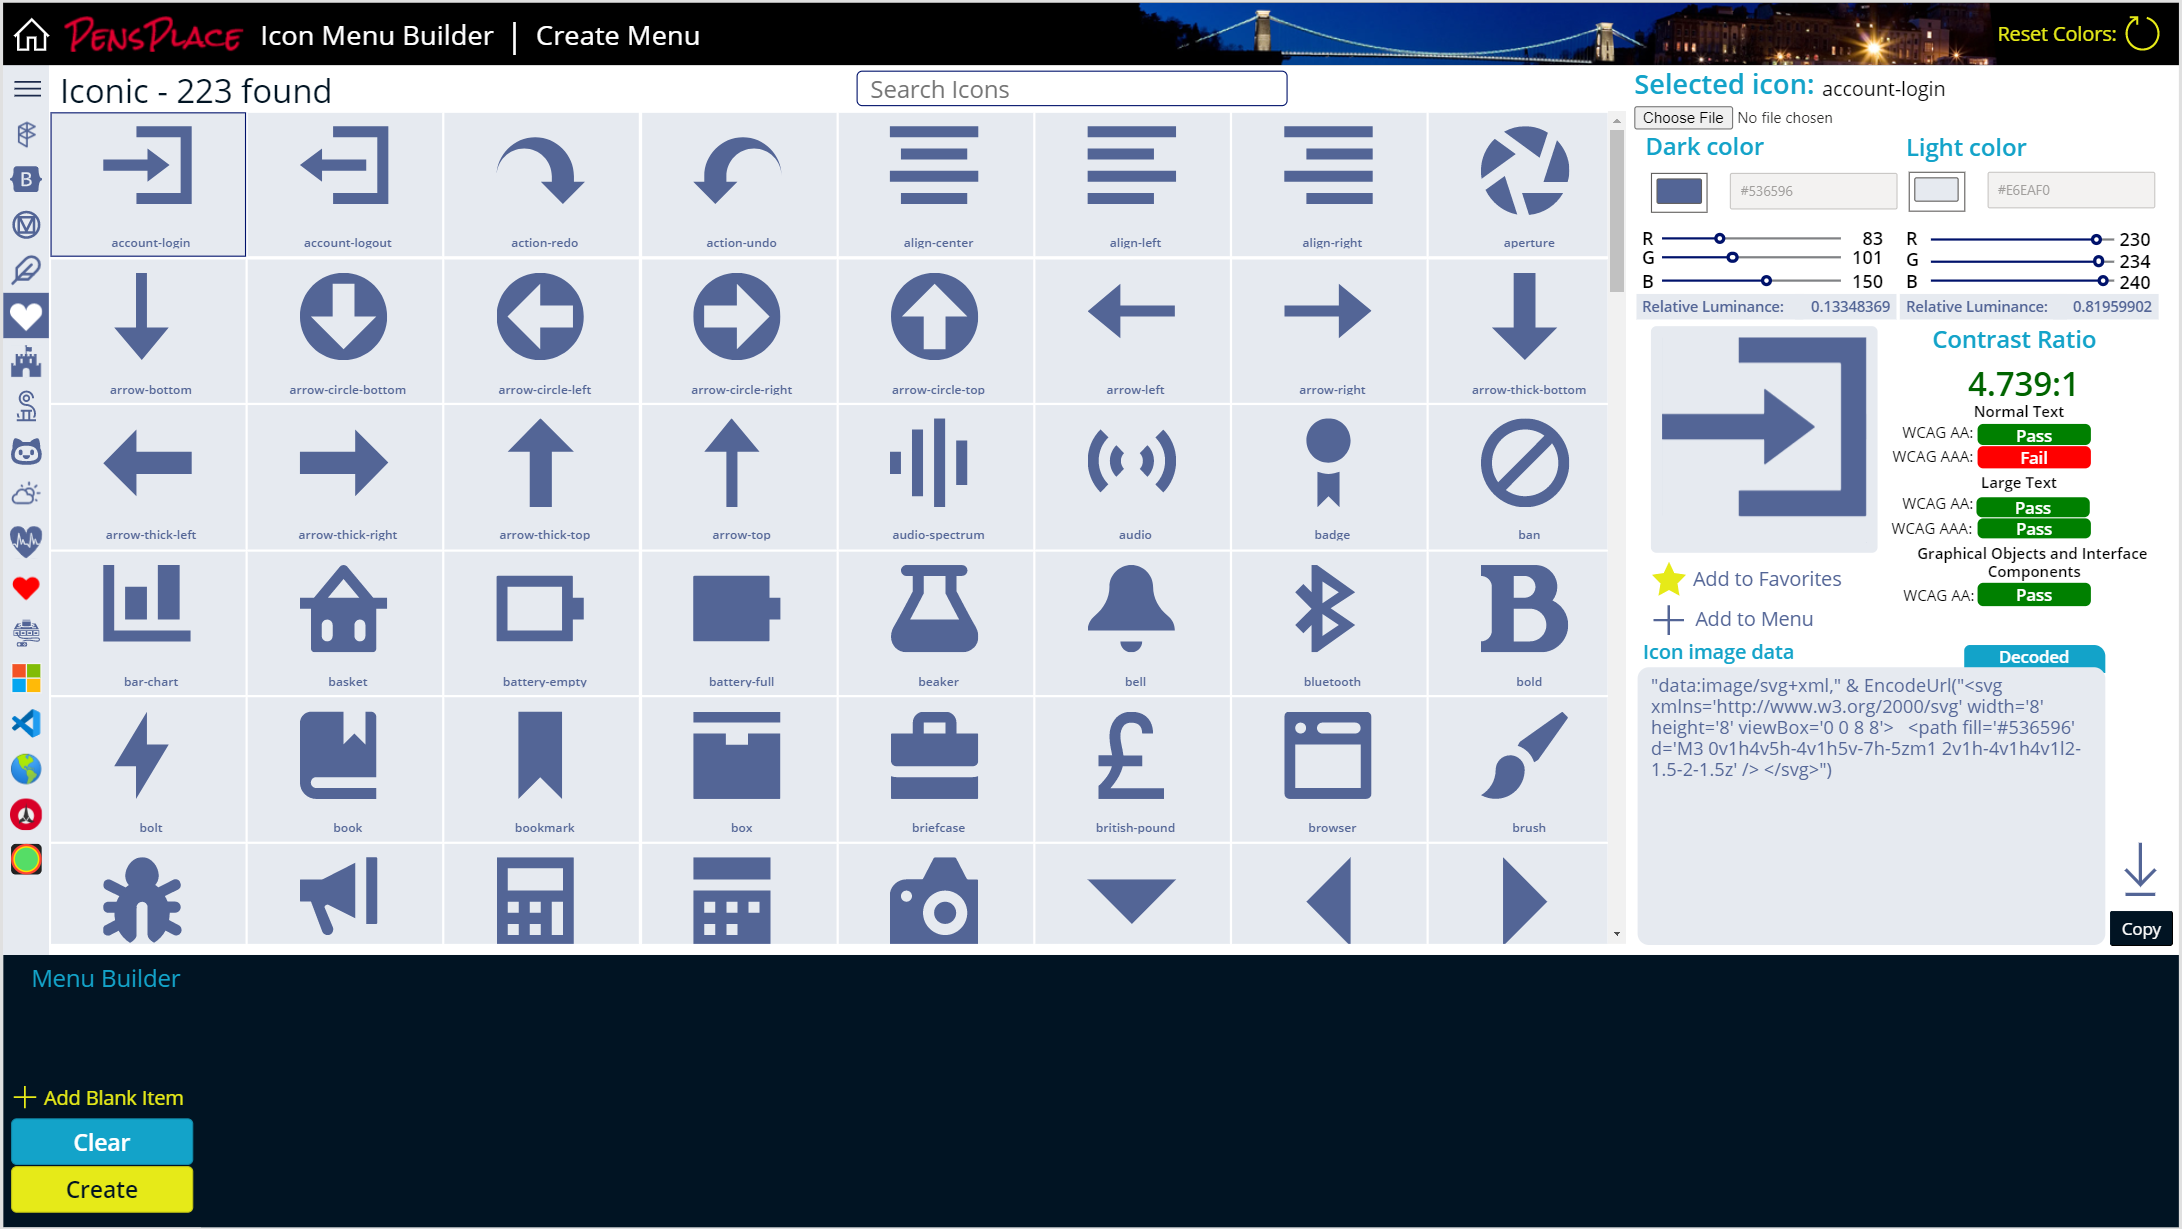 PENSPLACE Icon Menu Builder | Create Menu
Reset Colors:
Iconic - 223 found
Search Icons
account-login
account-logout
action-redo
action-undo
align-center
align-left
align-right
aperture
arrow-bottom
arrow-circle-bottom
arrow-circle-left
arrow-circle-right
arrow-circle-top
arrow-left
arrow-right
arrow-thick-bottom
arrow-thick-left
arrow-thick-right
arrow-thick-top
arrow-top
audio-spectrum
audio
badge
ban
bar-chart
basket
battery-empty
battery-full
beaker
bell
bluetooth
bold
bolt
book
bookmark
box
briefcase
british-pound
browser
brush
Selected icon: account-login
Choose File No file chosen
Dark color
#536596
R 83
G 101
B 150
Relative Luminance: 0.13348369
Light color
#E6EAF0
R 230
G 234
B 240
Relative Luminance: 0.81959902
Contrast Ratio
4.739:1
Normal Text
WCAG AA: Pass
WCAG AAA: Fail
Large Text
WCAG AA: Pass
WCAG AAA: Pass
Graphical Objects and Interface
Components
WCAG AA: Pass
Add to Favorites
Add to Menu
Icon image data
Decoded
"data:image/svg+xml," & EncodeUrl("<svg
xmlns='http://www.w3.org/2000/svg' width='8'
height='8' viewBox='0 0 8 8'>   <path fill='#536596'
d='M3 0v1h4v5h-4v1h5v-7h-5zm1 2v1h-4v1h4v1l2-
1.5-2-1.5z' /> </svg>")
Copy
Menu Builder
Add Blank Item
Clear
Create